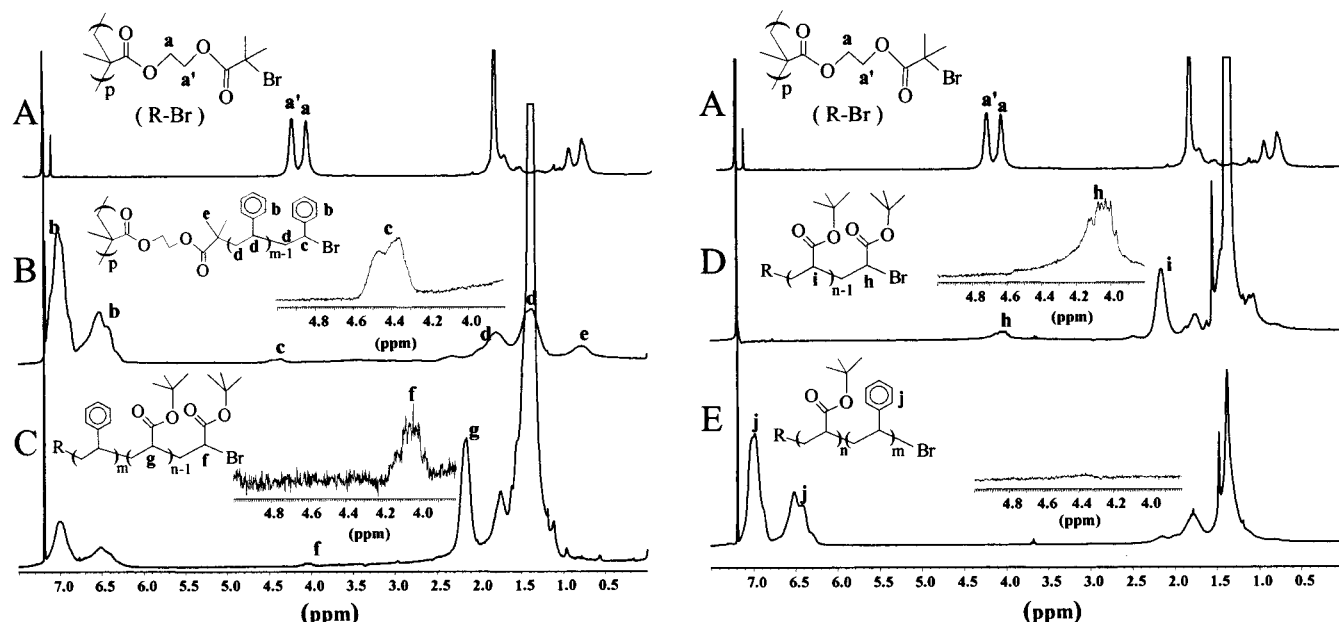 A
O
O
a
a'
O
O
Br
p
( R-Br)
a' a
B
b
b
b
b
e
O
O
O
O
p
d
d
m-1
d
c
Br
c
4.8 4.6 4.4 4.2 4.0
(ppm)
c
d
d
e
C
R
m
O
O
g
n-1
O
O
f
Br
f
4.8 4.6 4.4 4.2 4.0
(ppm)
f
g
7.0 6.5 6.0 5.5 5.0 4.5 4.0 3.5 3.0 2.5 2.0 1.5 1.0 0.5
(ppm)
A
O
O
a
a'
O
O
Br
p
( R-Br)
a' a
D
R
O
O
i
n-1
O
O
h
Br
h
4.8 4.6 4.4 4.2 4.0
(ppm)
h
i
E
R
O
O
n
j
m
Br
j
j
4.8 4.6 4.4 4.2 4.0
(ppm)
7.0 6.5 6.0 5.5 5.0 4.5 4.0 3.5 3.0 2.5 2.0 1.5 1.0 0.5
(ppm)